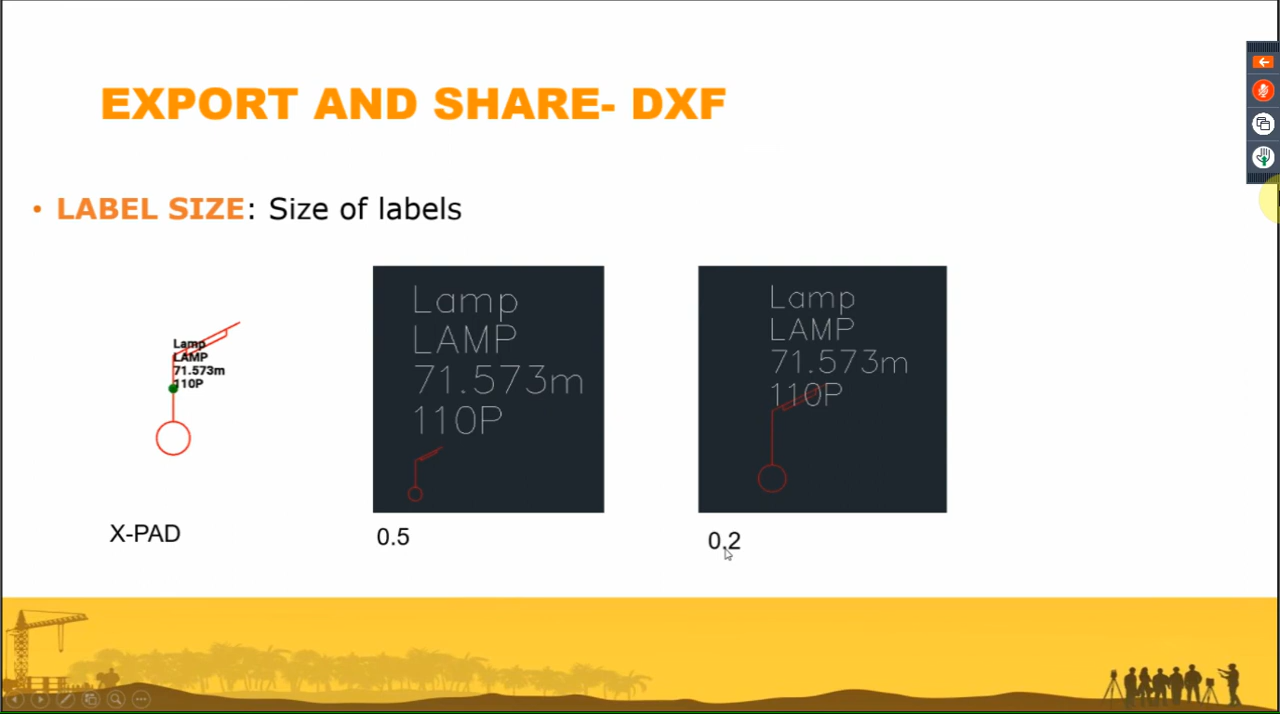 EXPORT AND SHARE- DXF
• LABEL SIZE: Size of labels
Lamp
LAMP
71.573m
110P
X-PAD
Lamp
LAMP
71.573m
110P
0.5
Lamp
LAMP
71.573m
110P
0.2